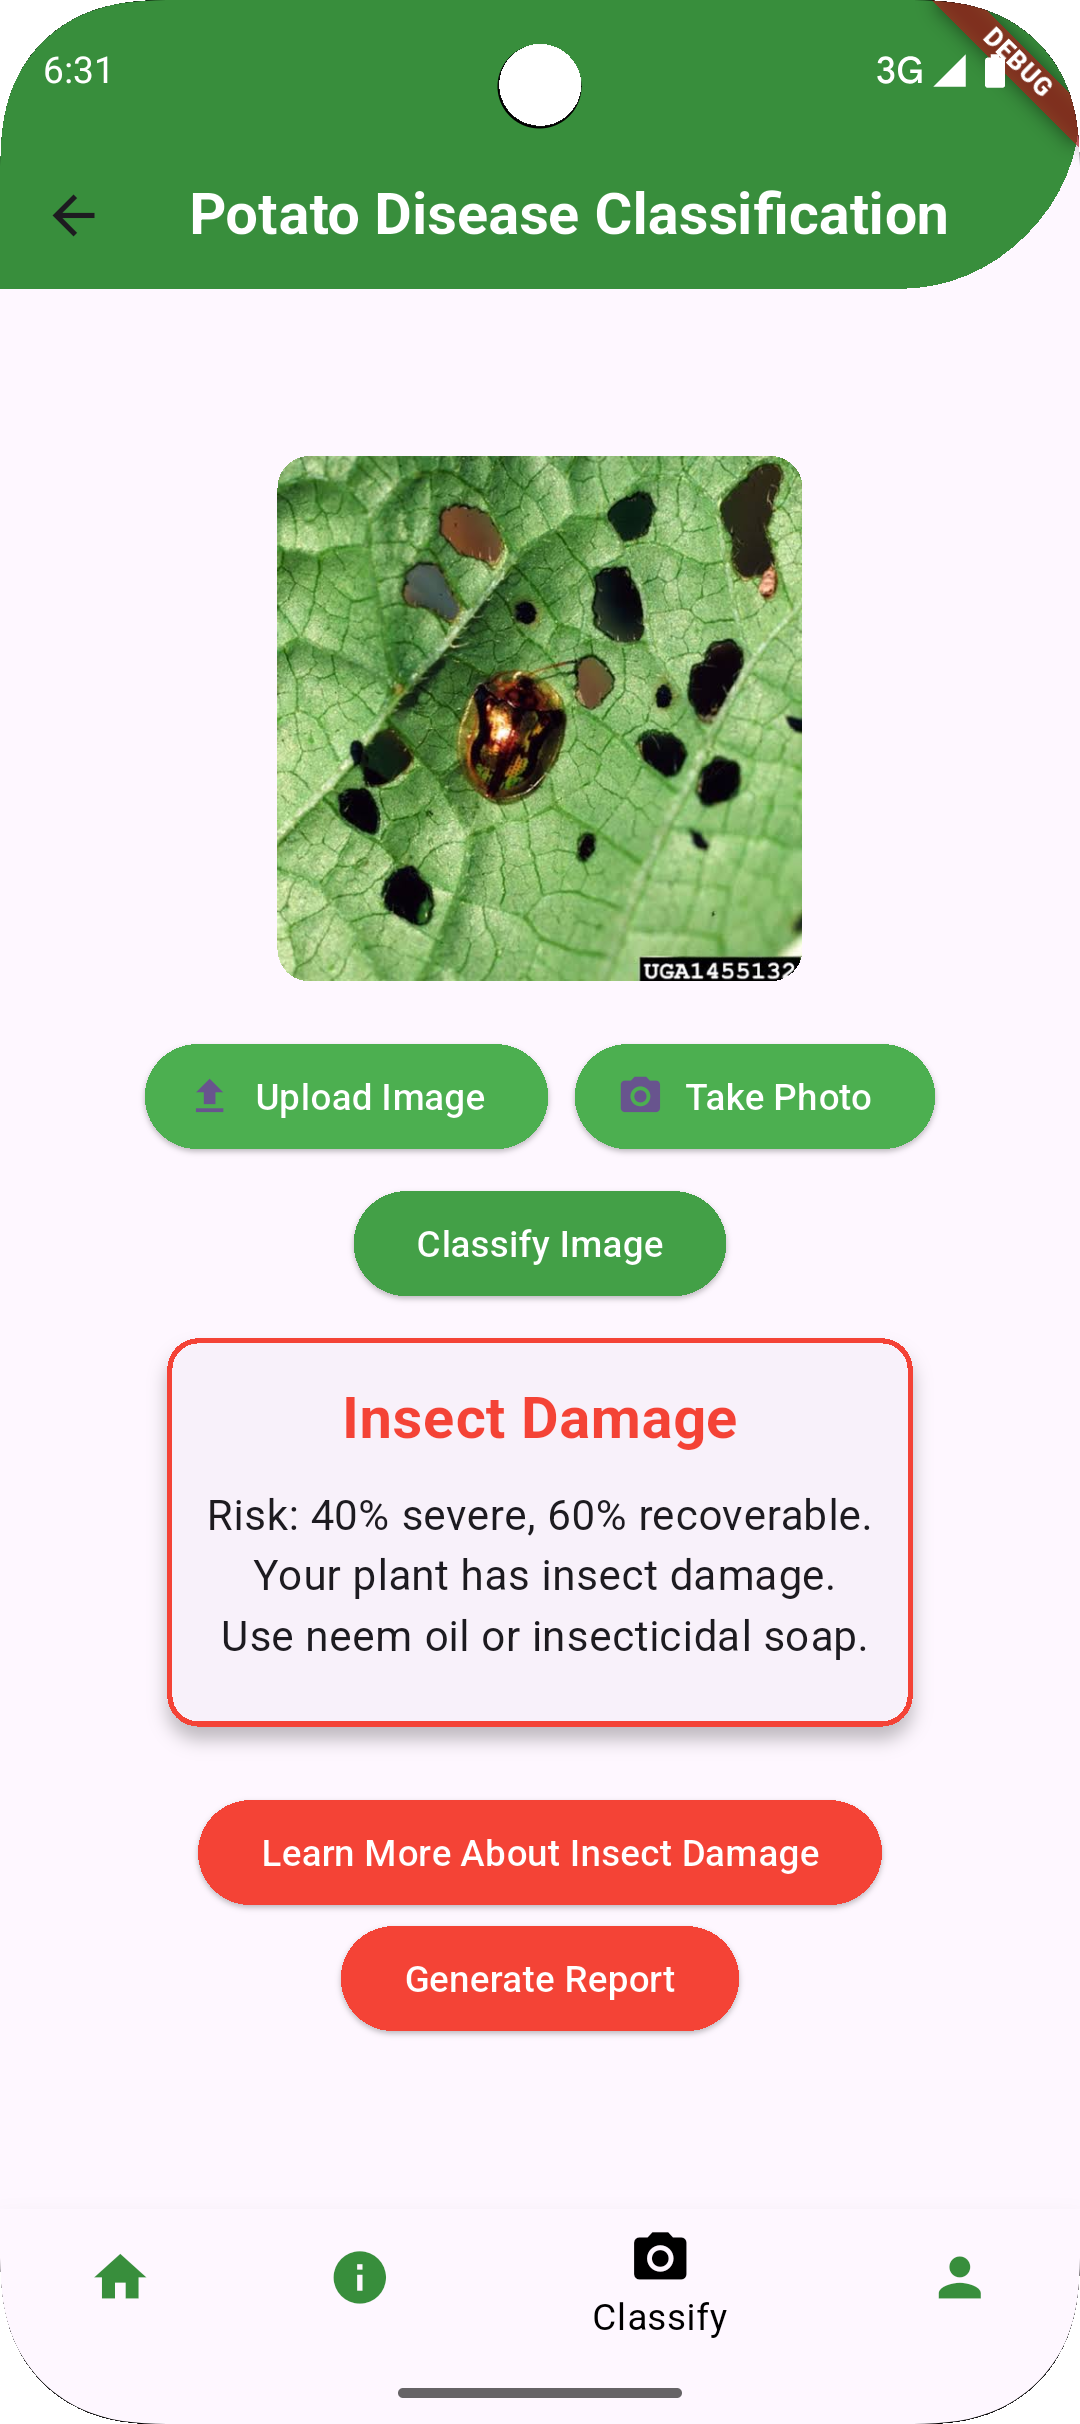 6:31
3G
DEBUG
Potato Disease Classification
UGA1455132
Upload Image
Take Photo
Classify Image
Insect Damage
Risk: 40% severe, 60% recoverable.
Your plant has insect damage.
Use neem oil or insecticidal soap.
Learn More About Insect Damage
Generate Report
Classify